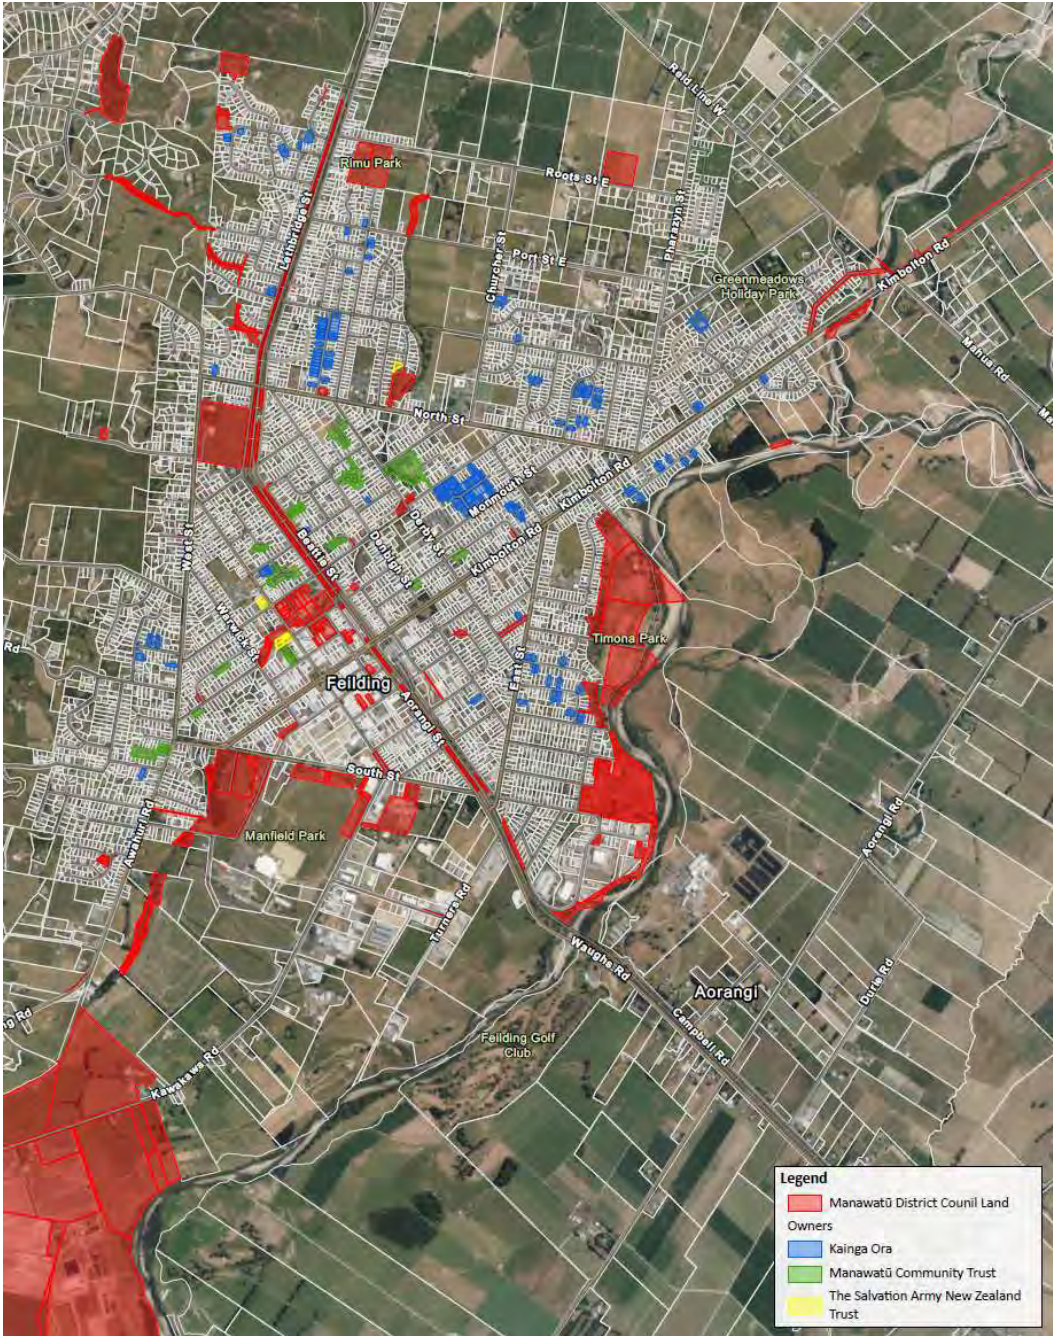 Reid Line W
Rimu Park
Roots St E
Pharazyn St
Lethbridge St
Churcher St
Port St E
Kimbolton Rd
Greenmeadows
Holiday Park
Mahua Rd
North St
Monmouth St
Kimbolton Rd
West St
Beattie St
Derby St
Denbigh St
Kimbolton Rd
Warwick St
Timona Park
Rd
East St
Feilding
Aorangi St
South St
Awahuri Rd
Manfield Park
Aorangi Rd
Turners Rd
Waughs Rd
Durie Rd
Aorangi
ng Rd
Campbell Rd
Feilding Golf
Club
Kawakawa Rd
Legend
Manawatū District Counil Land
Owners
Kainga Ora
Manawatū Community Trust
The Salvation Army New Zealand
Trust